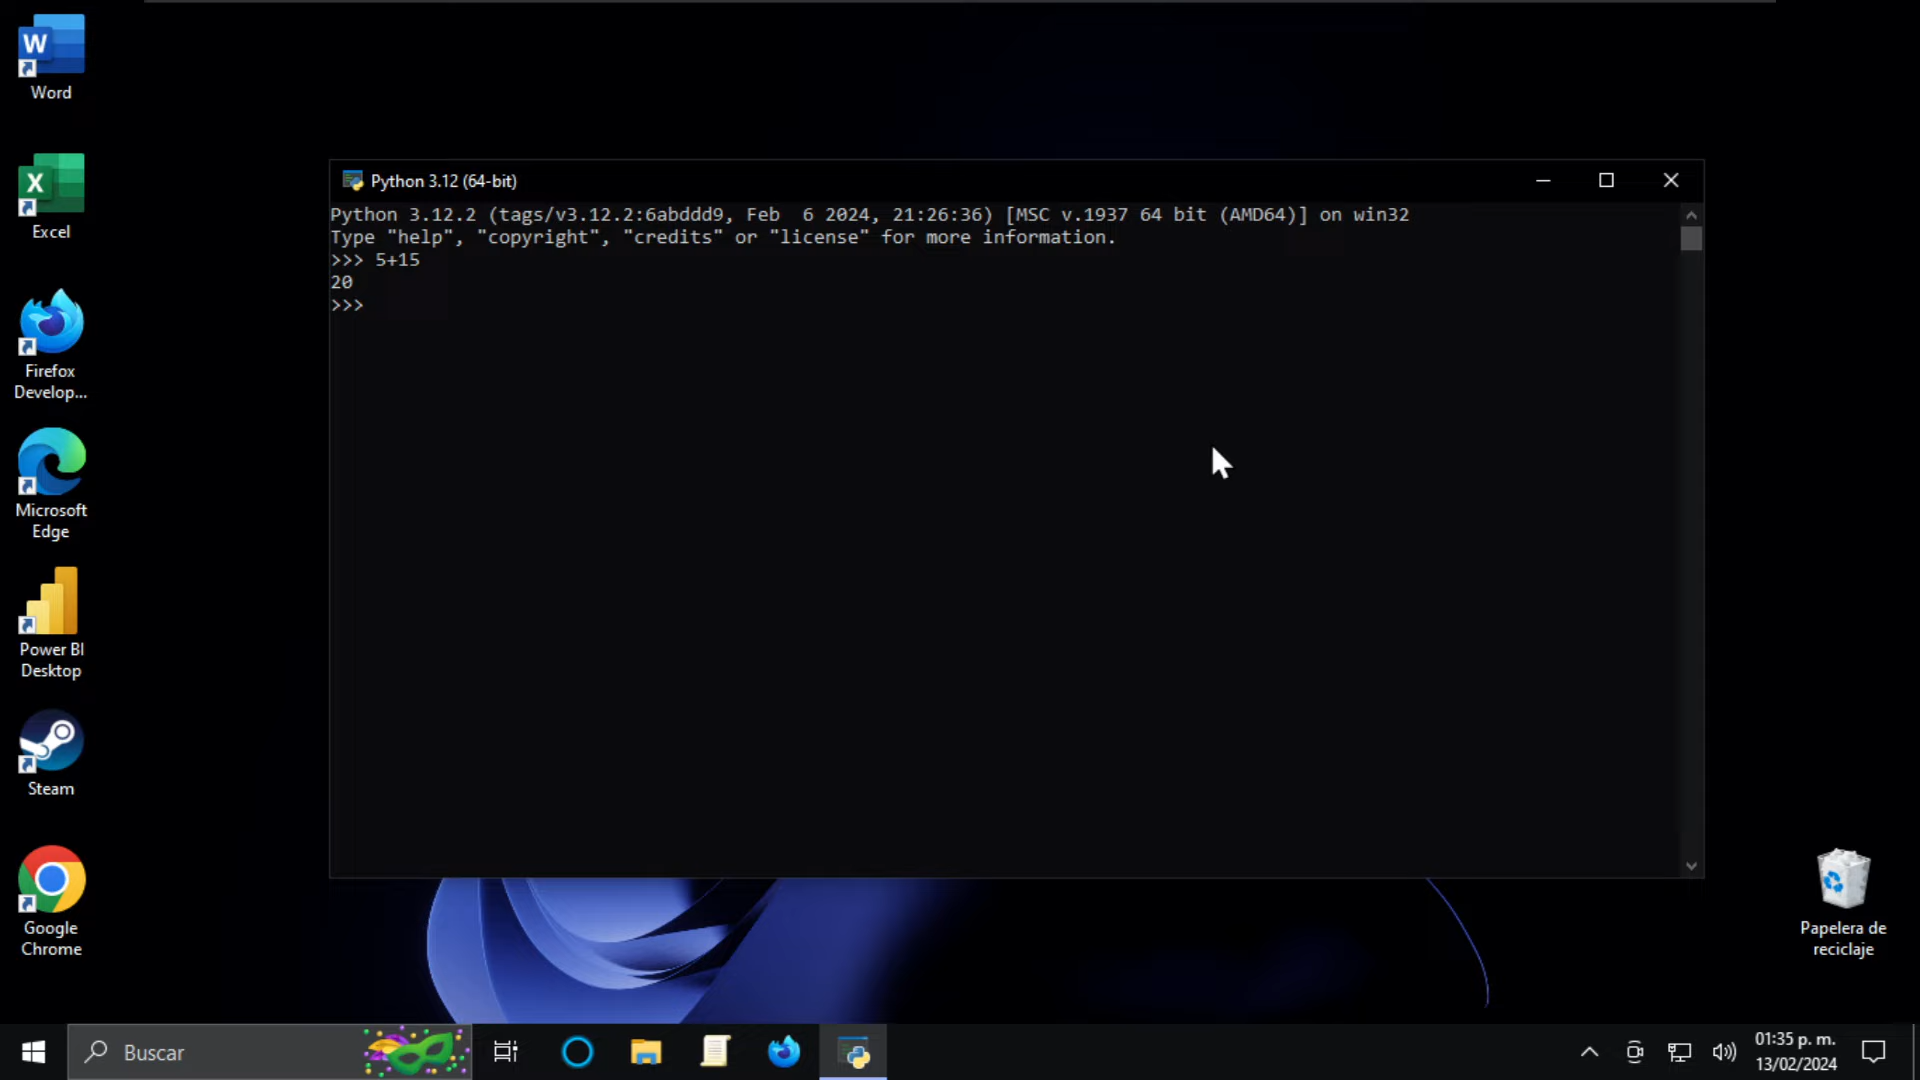 Word
Excel
Firefox
Develop...
Microsoft
Edge
Power BI
Desktop
Steam
Google
Chrome
Python 3.12 (64-bit)
Python 3.12.2 (tags/v3.12.2:6abddd9, Feb  6 2024, 21:26:36) [MSC v.1937 64 bit (AMD64)] on win32
Type "help", "copyright", "credits" or "license" for more information.
>>> 5+15
20
>>>
Papelera de
reciclaje
Buscar
01:35 p. m.
13/02/2024